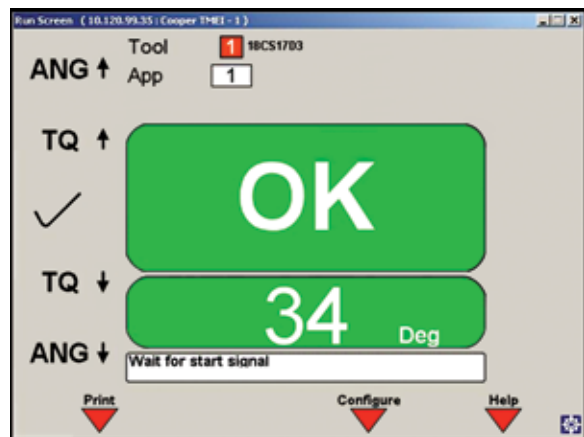 Run Screen ( 10.120.99.35 : Cooper TMEI - 1 )
Tool 1 18CS1703
ANG
App 1
TQ
OK
TQ
34 Deg
ANG
Wait for start signal
Print Configure Help